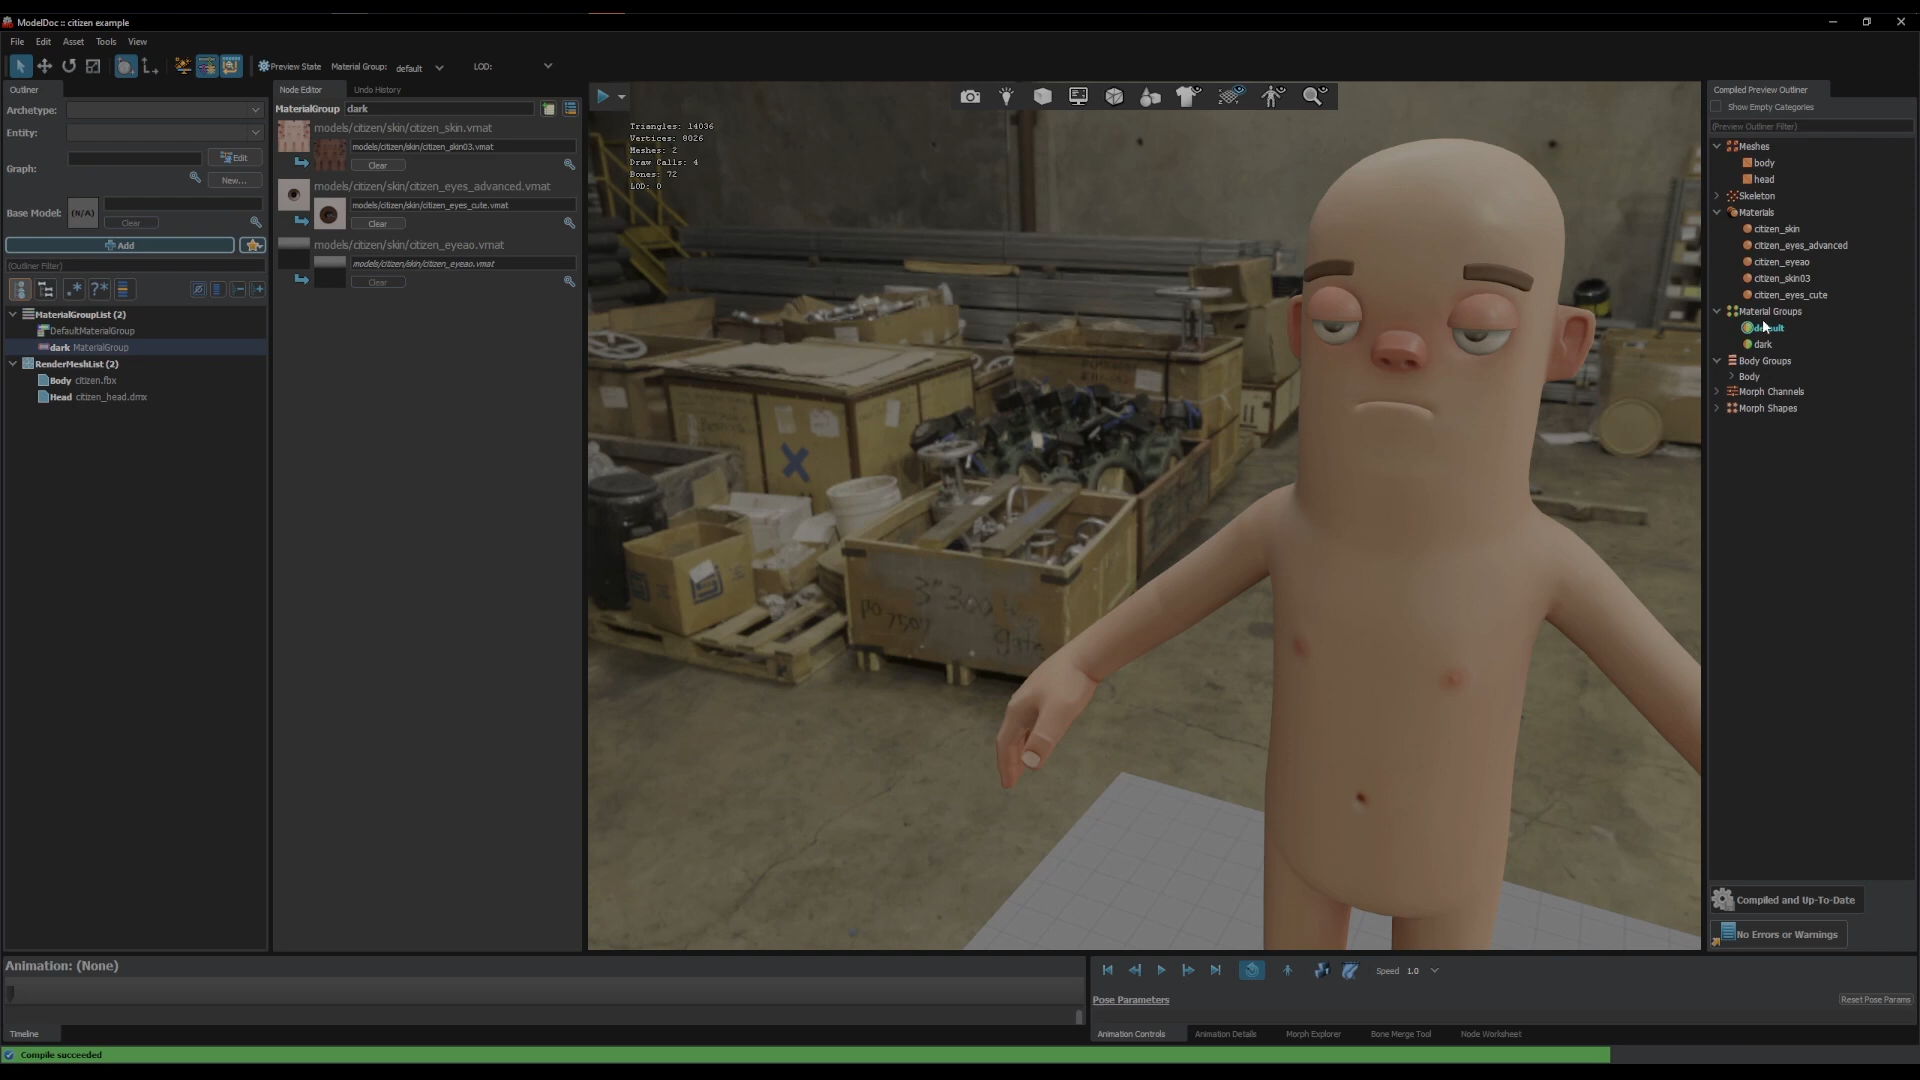 ModelDoc :: citizen example
File Edit Asset Tools View
Preview State Material Group: default LOD:
Outliner
Archetype:
Entity:
Graph:
Edit
New...
Base Model: (N/A)
Clear
Add
(Outliner Filter)
MaterialGroupList (2)
DefaultMaterialGroup
dark MaterialGroup
RenderMeshList (2)
Body citizen.fbx
Head citizen_head.dmx
Node Editor Undo History
MaterialGroup dark
models/citizen/skin/citizen_skin.vmat
models/citizen/skin/citizen_skin03.vmat
Clear
models/citizen/skin/citizen_eyes_advanced.vmat
models/citizen/skin/citizen_eyes_cute.vmat
Clear
models/citizen/skin/citizen_eyeao.vmat
models/citizen/skin/citizen_eyeao.vmat
Clear
Triangles: 14036
Vertices: 8026
Meshes: 2
Draw Calls: 4
Bones: 72
LOD: 0
3" 300
gate
Compiled Preview Outliner
Show Empty Categories
(Preview Outliner Filter)
Meshes
body
head
Skeleton
Materials
citizen_skin
citizen_eyes_advanced
citizen_eyeao
citizen_skin03
citizen_eyes_cute
Material Groups
default
dark
Body Groups
Body
Morph Channels
Morph Shapes
Compiled and Up-To-Date
No Errors or Warnings
Animation: (None)
Timeline
Speed 1.0
Pose Parameters
Reset Pose Params
Animation Controls Animation Details Morph Explorer Bone Merge Tool Node Worksheet
Compile succeeded